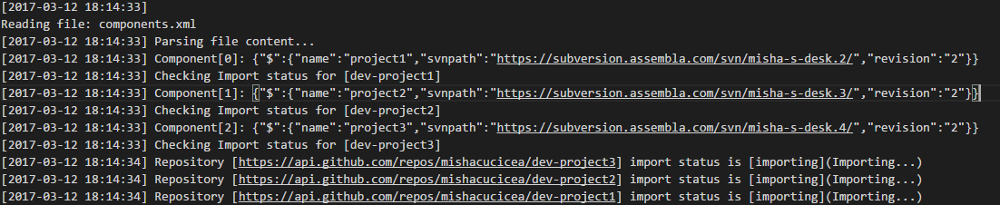 [2017-03-12 18:14:33]
Reading file: components.xml
[2017-03-12 18:14:33] Parsing file content...
[2017-03-12 18:14:33] Component[0]: {"$":{"name":"project1","svnpath":"https://subversion.assembla.com/svn/misha-s-desk.2/","revision":"2"}}
[2017-03-12 18:14:33] Checking Import status for [dev-project1]
[2017-03-12 18:14:33] Component[1]: {"$":{"name":"project2","svnpath":"https://subversion.assembla.com/svn/misha-s-desk.3/","revision":"2"}}
[2017-03-12 18:14:33] Checking Import status for [dev-project2]
[2017-03-12 18:14:33] Component[2]: {"$":{"name":"project3","svnpath":"https://subversion.assembla.com/svn/misha-s-desk.4/","revision":"2"}}
[2017-03-12 18:14:33] Checking Import status for [dev-project3]
[2017-03-12 18:14:34] Repository [https://api.github.com/repos/mishacucicea/dev-project3] import status is [importing](Importing...)
[2017-03-12 18:14:34] Repository [https://api.github.com/repos/mishacucicea/dev-project2] import status is [importing](Importing...)
[2017-03-12 18:14:34] Repository [https://api.github.com/repos/mishacucicea/dev-project1] import status is [importing](Importing...)